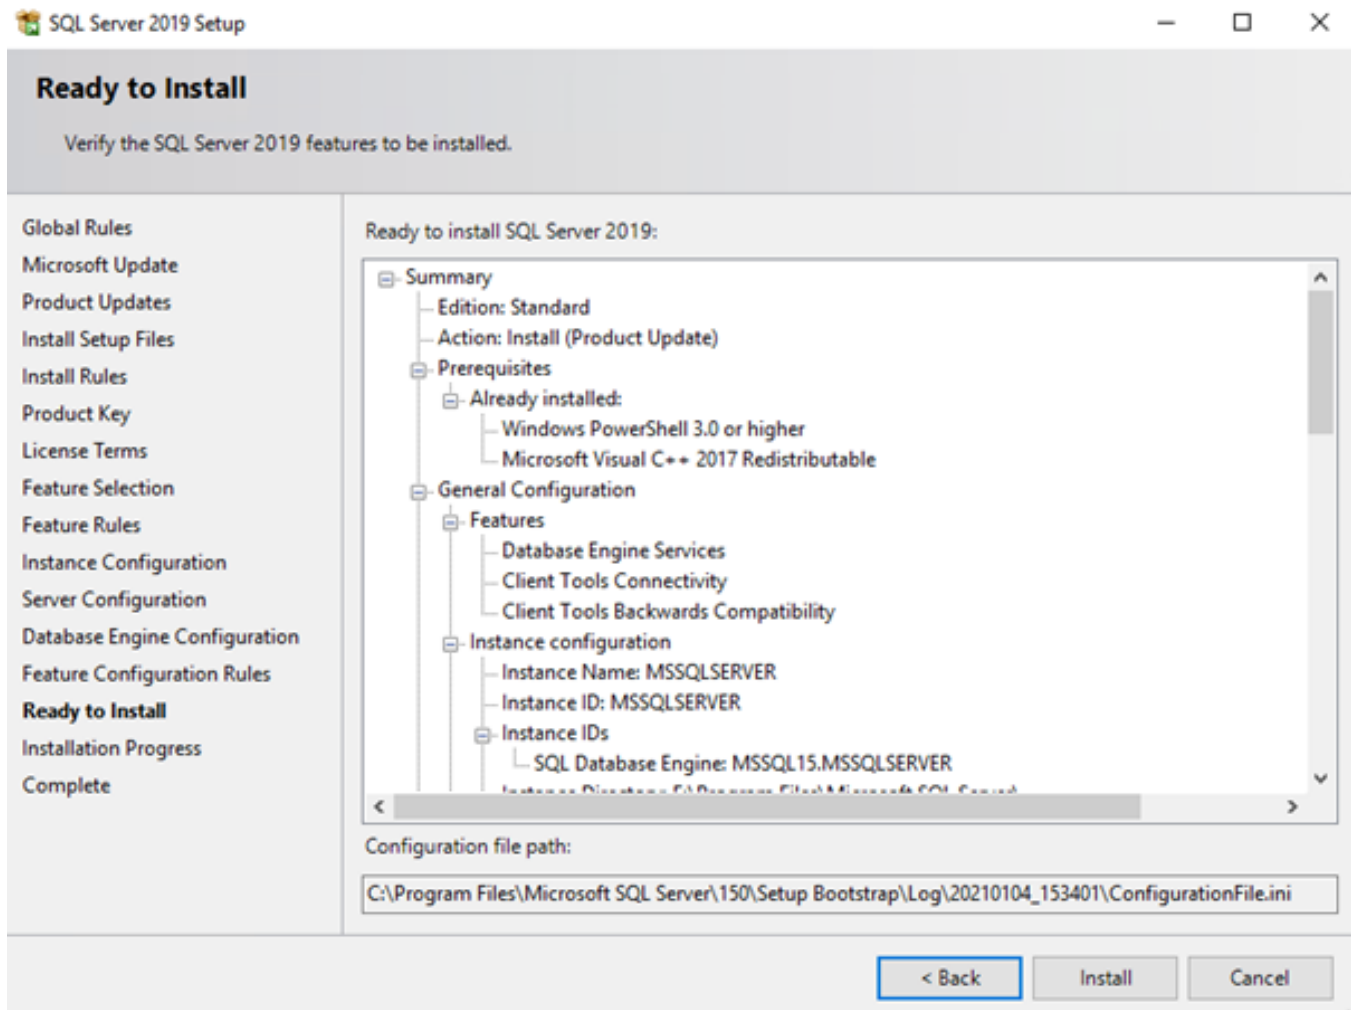 SQL Server 2019 Setup
Ready to Install
Verify the SQL Server 2019 features to be installed.
Global Rules
Microsoft Update
Product Updates
Install Setup Files
Install Rules
Product Key
License Terms
Feature Selection
Feature Rules
Instance Configuration
Server Configuration
Database Engine Configuration
Feature Configuration Rules
Ready to Install
Installation Progress
Complete
Ready to install SQL Server 2019:
Summary
Edition: Standard
Action: Install (Product Update)
Prerequisites
Already installed:
Windows PowerShell 3.0 or higher
Microsoft Visual C++ 2017 Redistributable
General Configuration
Features
Database Engine Services
Client Tools Connectivity
Client Tools Backwards Compatibility
Instance configuration
Instance Name: MSSQLSERVER
Instance ID: MSSQLSERVER
Instance IDs
SQL Database Engine: MSSQL15.MSSQLSERVER
Configuration file path:
C:\Program Files\Microsoft SQL Server\150\Setup Bootstrap\Log\20210104_153401\ConfigurationFile.ini
< Back
Install
Cancel